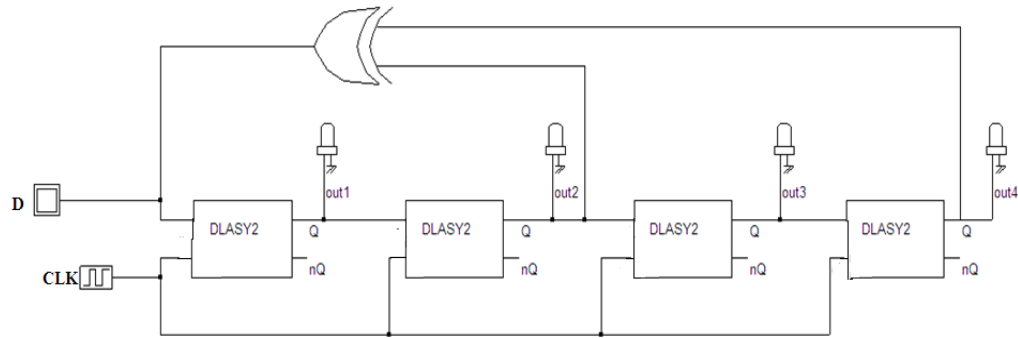 out1
out2
out3
out4
D
DLASY2
Q
nQ
DLASY2
Q
nQ
DLASY2
Q
nQ
DLASY2
Q
nQ
CLK